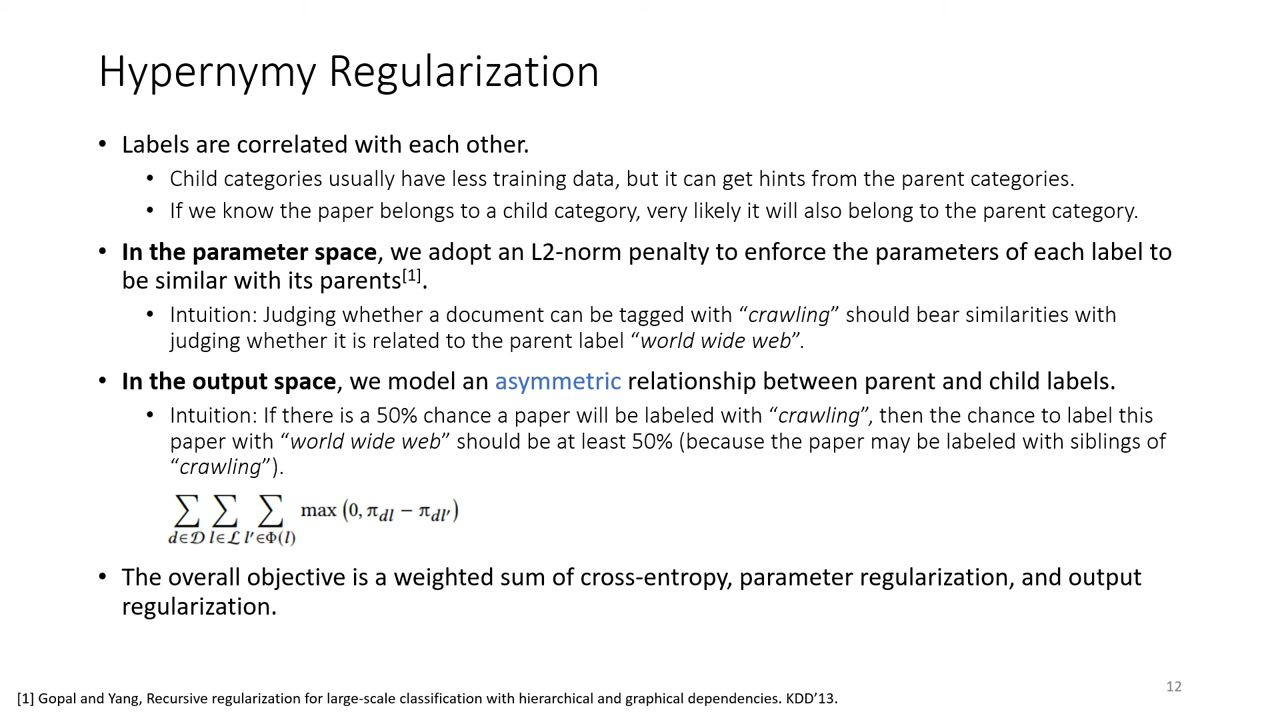 Hypernymy Regularization
• Labels are correlated with each other.
• Child categories usually have less training data, but it can get hints from the parent categories.
• If we know the paper belongs to a child category, very likely it will also belong to the parent category.
• In the parameter space, we adopt an L2-norm penalty to enforce the parameters of each label to
be similar with its parents[1].
• Intuition: Judging whether a document can be tagged with “crawling” should bear similarities with
judging whether it is related to the parent label “world wide web”.
• In the output space, we model an asymmetric relationship between parent and child labels.
• Intuition: If there is a 50% chance a paper will be labeled with “crawling”, then the chance to label this
paper with “world wide web” should be at least 50% (because the paper may be labeled with siblings of
“crawling”).
∑ ∑ ∑ max (0, π_dl − π_dl′)
d∈𝒟 l∈ℒ l′∈Φ(l)
• The overall objective is a weighted sum of cross-entropy, parameter regularization, and output
regularization.
12
[1] Gopal and Yang, Recursive regularization for large-scale classification with hierarchical and graphical dependencies. KDD’13.